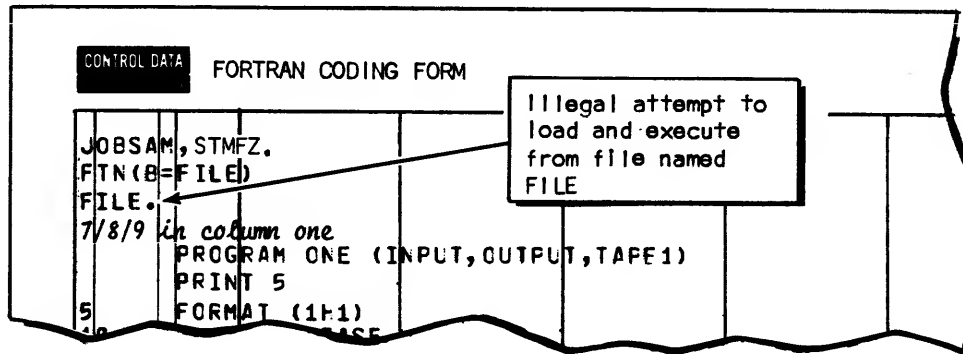 CONTROL DATA
FORTRAN CODING FORM
Illegal attempt to
load and execute
from file named
FILE
JOBSAM,STMFZ.
FTN(B=FILE)
FILE.
7/8/9 in column one
PROGRAM ONE (INPUT,OUTPUT,TAPE1)
PRINT 5
5 FORMAT (1H1)